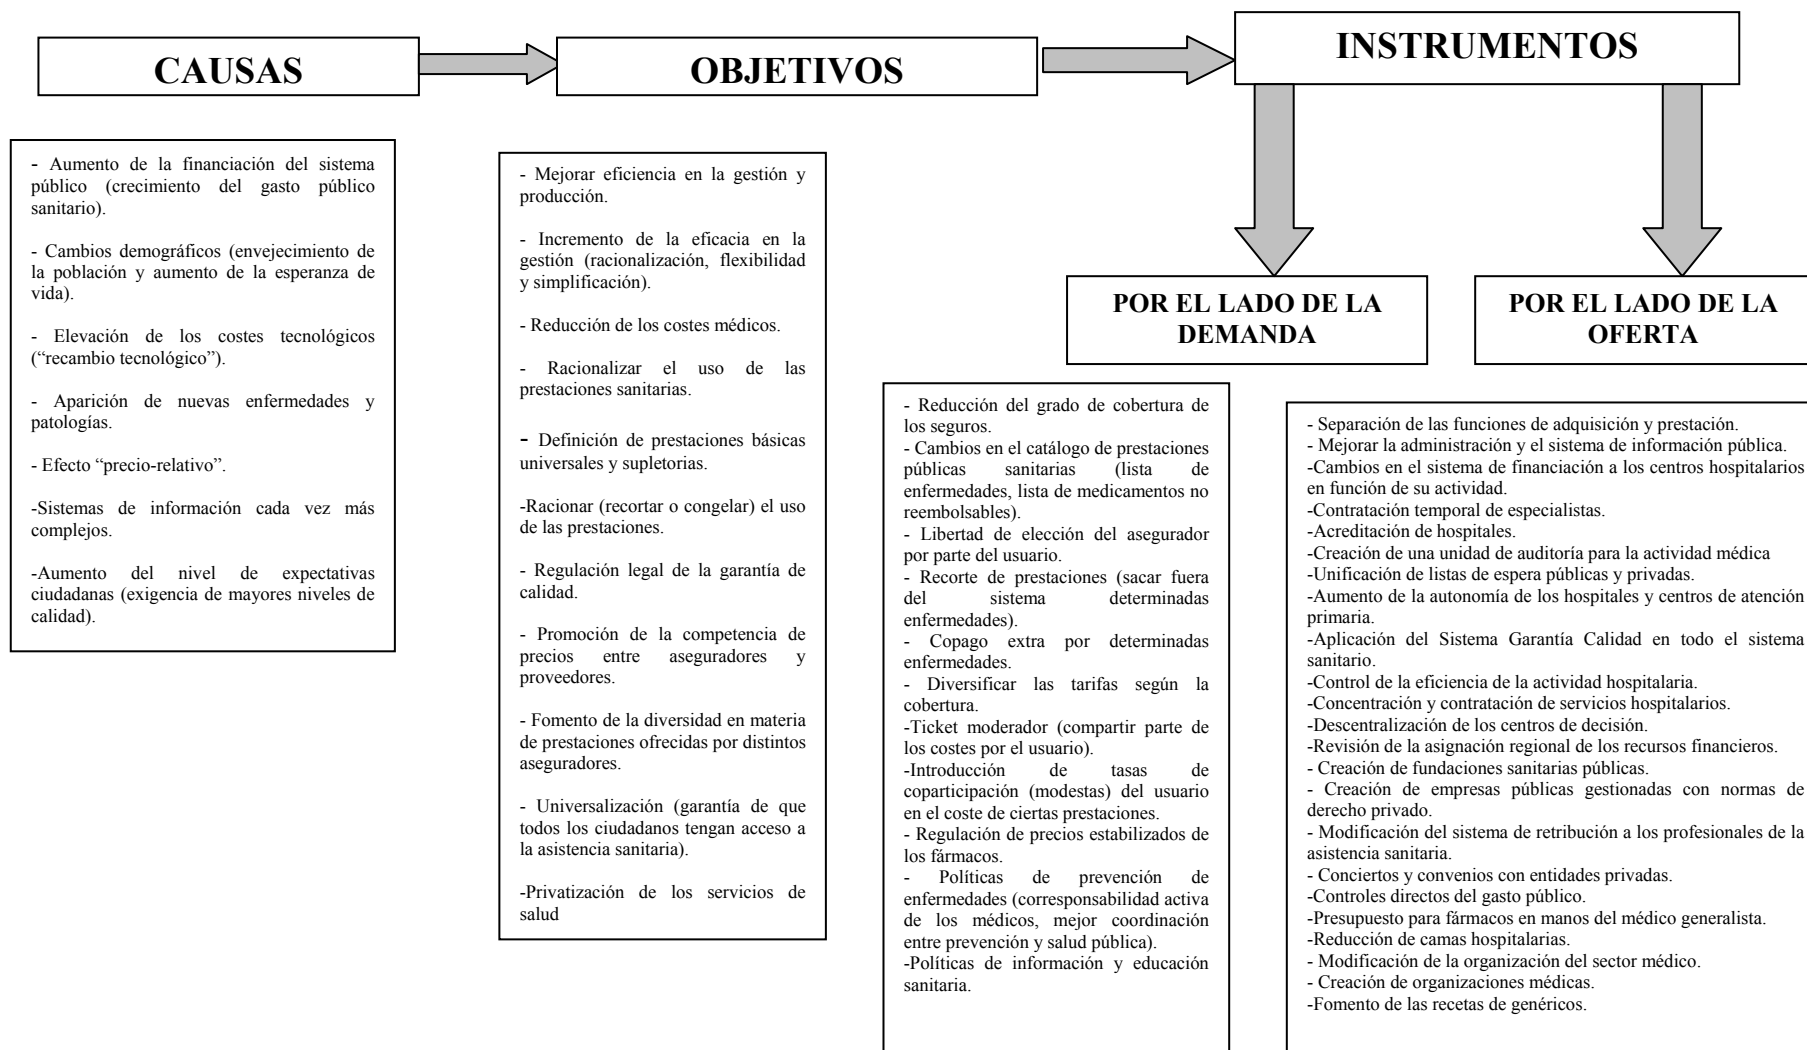 CAUSAS
OBJETIVOS
INSTRUMENTOS
- Aumento de la financiación del sistema
público (crecimiento del gasto público
sanitario).
- Cambios demográficos (envejecimiento de
la población y aumento de la esperanza de
vida).
- Elevación de los costes tecnológicos
(“recambio tecnológico”).
- Aparición de nuevas enfermedades y
patologías.
- Efecto “precio-relativo”.
-Sistemas de información cada vez más
complejos.
-Aumento del nivel de expectativas
ciudadanas (exigencia de mayores niveles de
calidad).
- Mejorar eficiencia en la gestión y
producción.
- Incremento de la eficacia en la
gestión (racionalización, flexibilidad
y simplificación).
- Reducción de los costes médicos.
- Racionalizar el uso de las
prestaciones sanitarias.
- Definición de prestaciones básicas
universales y supletorias.
-Racionar (recortar o congelar) el uso
de las prestaciones.
- Regulación legal de la garantía de
calidad.
- Promoción de la competencia de
precios entre aseguradores y
proveedores.
- Fomento de la diversidad en materia
de prestaciones ofrecidas por distintos
aseguradores.
- Universalización (garantía de que
todos los ciudadanos tengan acceso a
la asistencia sanitaria).
-Privatización de los servicios de
salud
POR EL LADO DE LA
DEMANDA
- Reducción del grado de cobertura de
los seguros.
- Cambios en el catálogo de prestaciones
públicas sanitarias (lista de
enfermedades, lista de medicamentos no
reembolsables).
- Libertad de elección del asegurador
por parte del usuario.
- Recorte de prestaciones (sacar fuera
del sistema determinadas
enfermedades).
- Copago extra por determinadas
enfermedades.
- Diversificar las tarifas según la
cobertura.
-Ticket moderador (compartir parte de
los costes por el usuario).
-Introducción de tasas de
coparticipación (modestas) del usuario
en el coste de ciertas prestaciones.
- Regulación de precios estabilizados de
los fármacos.
- Políticas de prevención de
enfermedades (corresponsabilidad activa
de los médicos, mejor coordinación
entre prevención y salud pública).
-Políticas de información y educación
sanitaria.
POR EL LADO DE LA
OFERTA
- Separación de las funciones de adquisición y prestación.
- Mejorar la administración y el sistema de información pública.
-Cambios en el sistema de financiación a los centros hospitalarios
en función de su actividad.
-Contratación temporal de especialistas.
-Acreditación de hospitales.
-Creación de una unidad de auditoría para la actividad médica
-Unificación de listas de espera públicas y privadas.
-Aumento de la autonomía de los hospitales y centros de atención
primaria.
-Aplicación del Sistema Garantía Calidad en todo el sistema
sanitario.
-Control de la eficiencia de la actividad hospitalaria.
-Concentración y contratación de servicios hospitalarios.
-Descentralización de los centros de decisión.
-Revisión de la asignación regional de los recursos financieros.
- Creación de fundaciones sanitarias públicas.
- Creación de empresas públicas gestionadas con normas de
derecho privado.
- Modificación del sistema de retribución a los profesionales de la
asistencia sanitaria.
- Conciertos y convenios con entidades privadas.
-Controles directos del gasto público.
-Presupuesto para fármacos en manos del médico generalista.
-Reducción de camas hospitalarias.
- Modificación de la organización del sector médico.
- Creación de organizaciones médicas.
-Fomento de las recetas de genéricos.